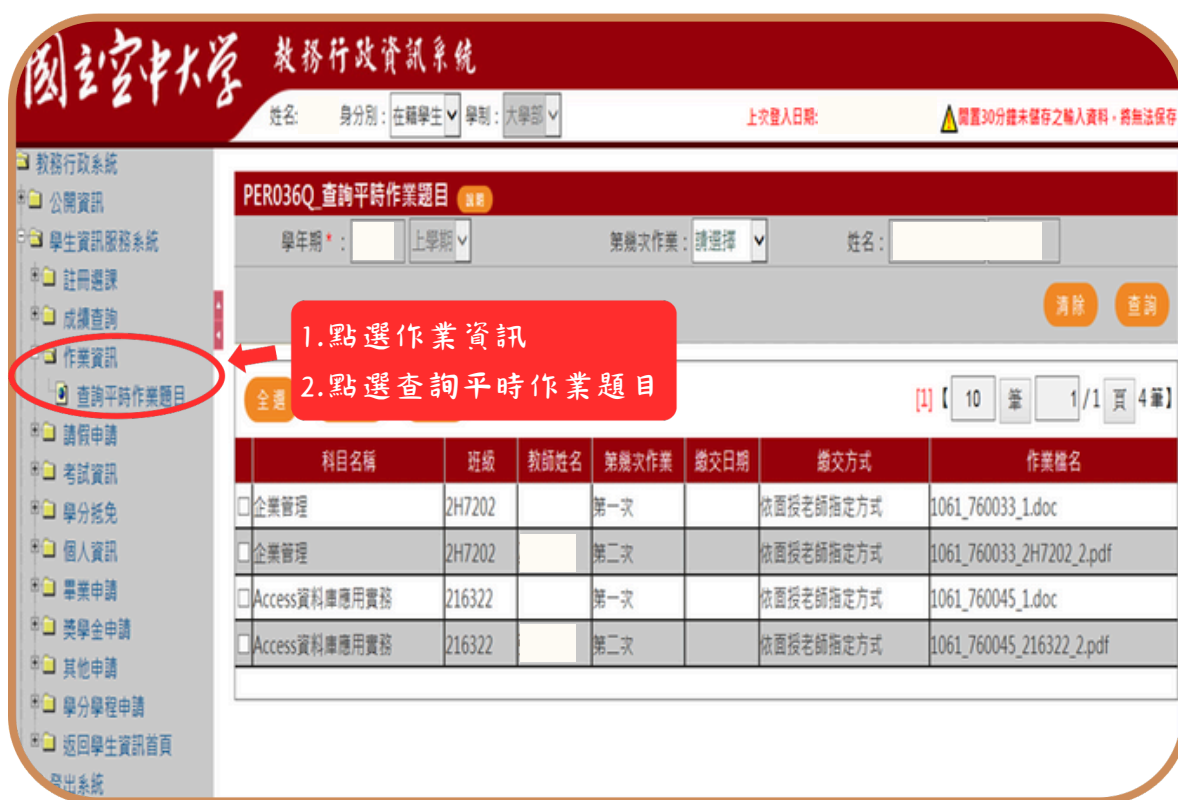 國立空中大學 教務行政資訊系統
姓名: 身分別: 在籍學生 學制: 大學部 上次登入日期: 閒置30分鐘未儲存之輸入資料，將無法保存
教務行政系統
公開資訊
學生資訊服務系統
註冊選課
成績查詢
作業資訊
查詢平時作業題目
請假申請
考試資訊
學分抵免
個人資訊
畢業申請
獎學金申請
其他申請
學分學程申請
返回學生資訊首頁
登出系統
PER036Q_查詢平時作業題目 說明
學年期*: 上學期 第幾次作業: 請選擇 姓名:
清除 查詢
1.點選作業資訊
2.點選查詢平時作業題目
全選 [1]【 10 筆 1/1 頁 4筆】
科目名稱 班級 教師姓名 第幾次作業 繳交日期 繳交方式 作業檔名
企業管理 2H7202 第一次 依面授老師指定方式 1061_760033_1.doc
企業管理 2H7202 第二次 依面授老師指定方式 1061_760033_2H7202_2.pdf
Access資料庫應用實務 216322 第一次 依面授老師指定方式 1061_760045_1.doc
Access資料庫應用實務 216322 第二次 依面授老師指定方式 1061_760045_216322_2.pdf